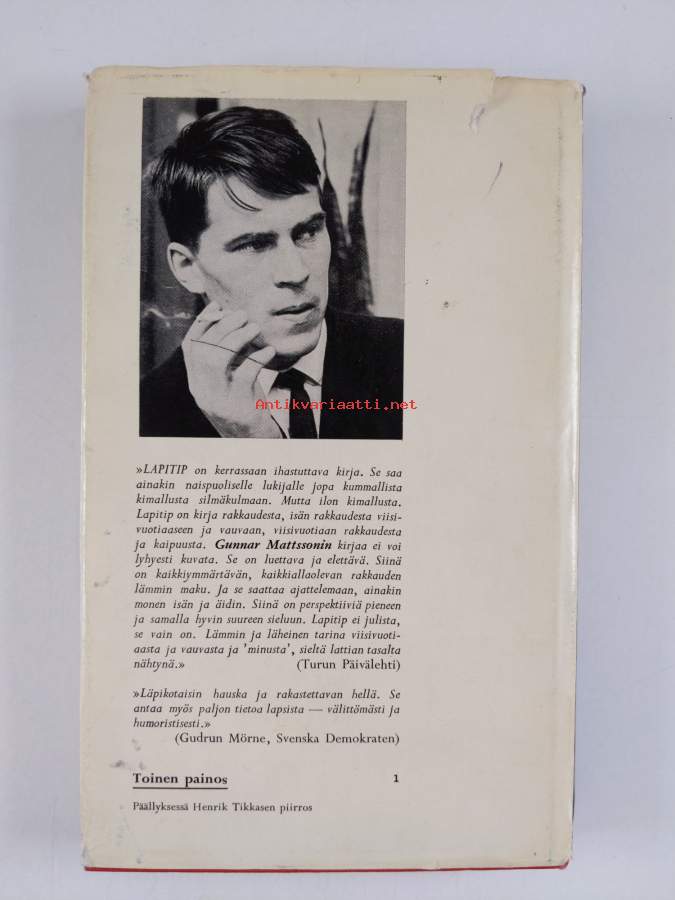 Antikvariaatti.net
»LAPITIP on kerrassaan ihastuttava kirja. Se saa
ainakin naispuoliselle lukijalle jopa kummallista
kimallusta silmäkulmaan. Mutta ilon kimallusta.
Lapitip on kirja rakkaudesta, isän rakkaudesta viisi-
vuotiaaseen ja vauvaan, viisivuotiaan rakkaudesta
ja kaipuusta. Gunnar Mattssonin kirjaa ei voi
lyhyesti kuvata. Se on luettava ja elettävä. Siinä
on kaikkiymmärtävän, kaikkiallaolevan rakkauden
lämmin maku. Ja se saattaa ajattelemaan, ainakin
monen isän ja äidin. Siinä on perspektiiviä pieneen
ja samalla hyvin suureen sieluun. Lapitip ei julista,
se vain on. Lämmin ja läheinen tarina viisivuoti-
aasta ja vauvasta ja 'minusta', sieltä lattian tasalta
nähtynä.» (Turun Päivälehti)
»Läpikotaisin hauska ja rakastettavan hellä. Se
antaa myös paljon tietoa lapsista — välittömästi ja
humoristisesti.»
(Gudrun Mörne, Svenska Demokraten)
Toinen painos 1
Päällyksessä Henrik Tikkasen piirros